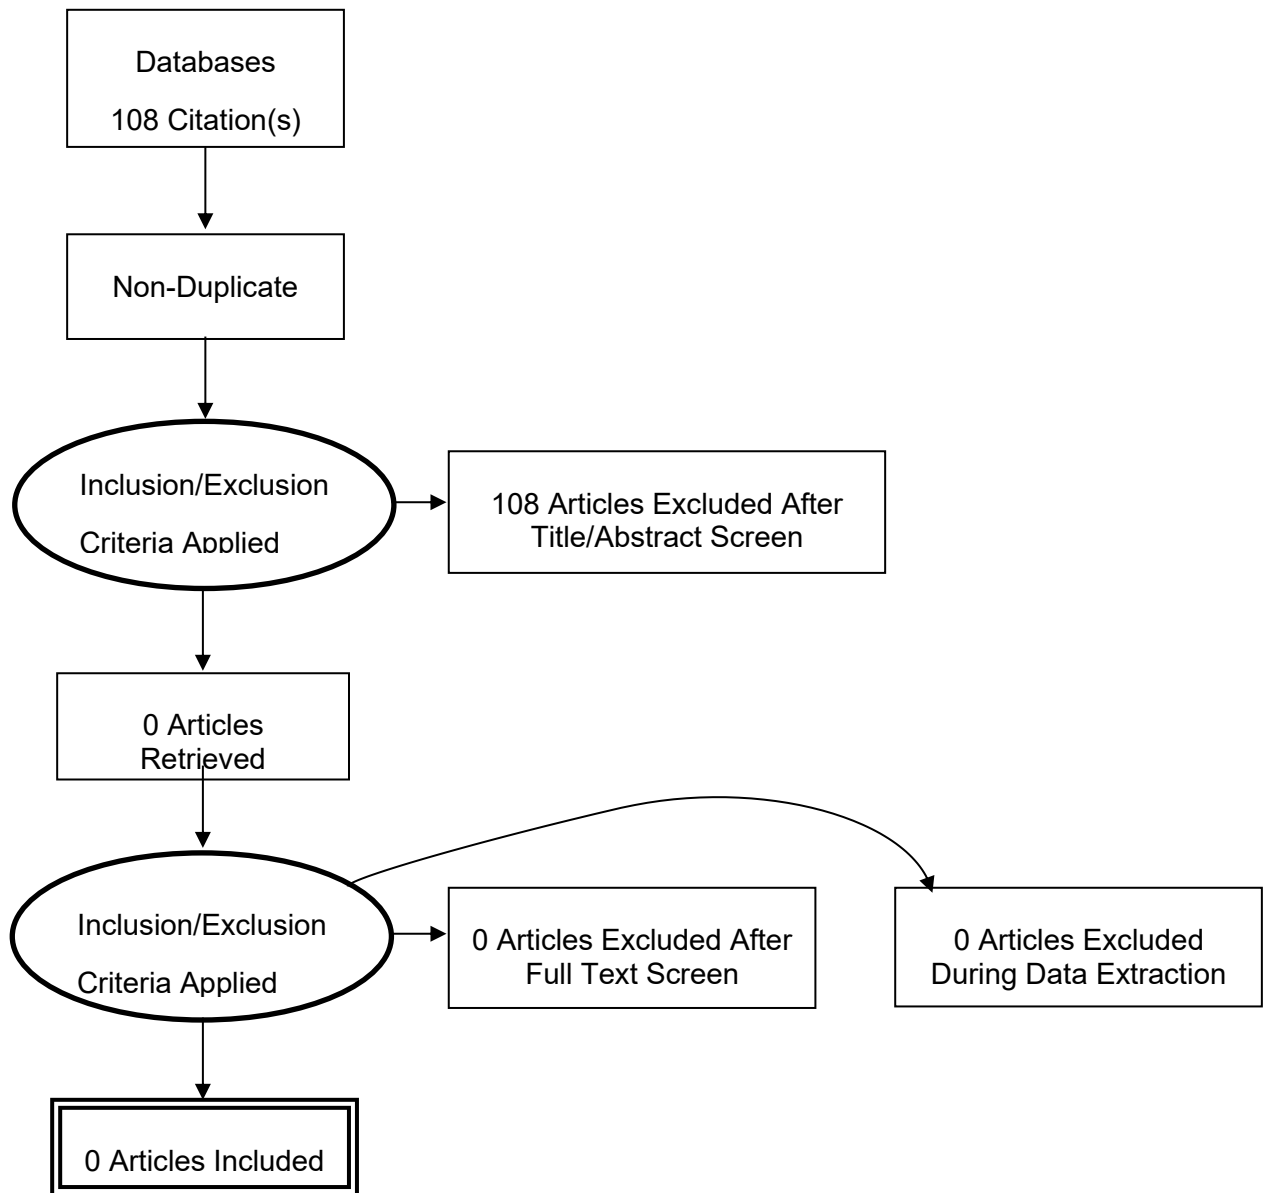 Databases
108 Citation(s)
Non-Duplicate
Inclusion/Exclusion
Criteria Applied
108 Articles Excluded After
Title/Abstract Screen
0 Articles
Retrieved
Inclusion/Exclusion
Criteria Applied
0 Articles Excluded After
Full Text Screen
0 Articles Excluded
During Data Extraction
0 Articles Included